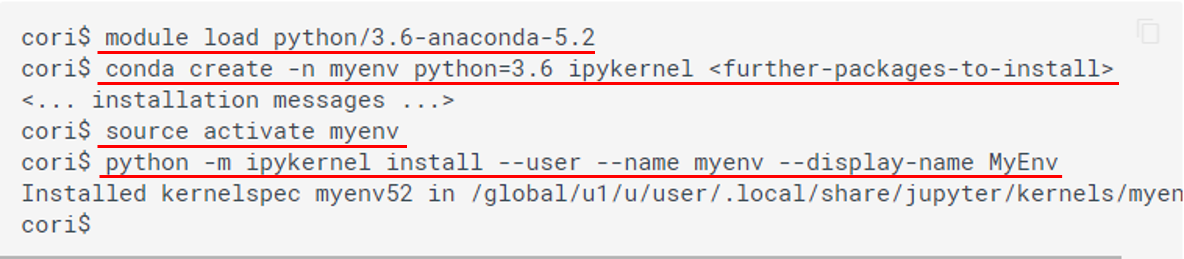 cori$ module load python/3.6-anaconda-5.2
cori$ conda create -n myenv python=3.6 ipykernel <further-packages-to-install>
<... installation messages ...>
cori$ source activate myenv
cori$ python -m ipykernel install --user --name myenv --display-name MyEnv
Installed kernelspec myenv52 in /global/u1/u/user/.local/share/jupyter/kernels/myen
cori$